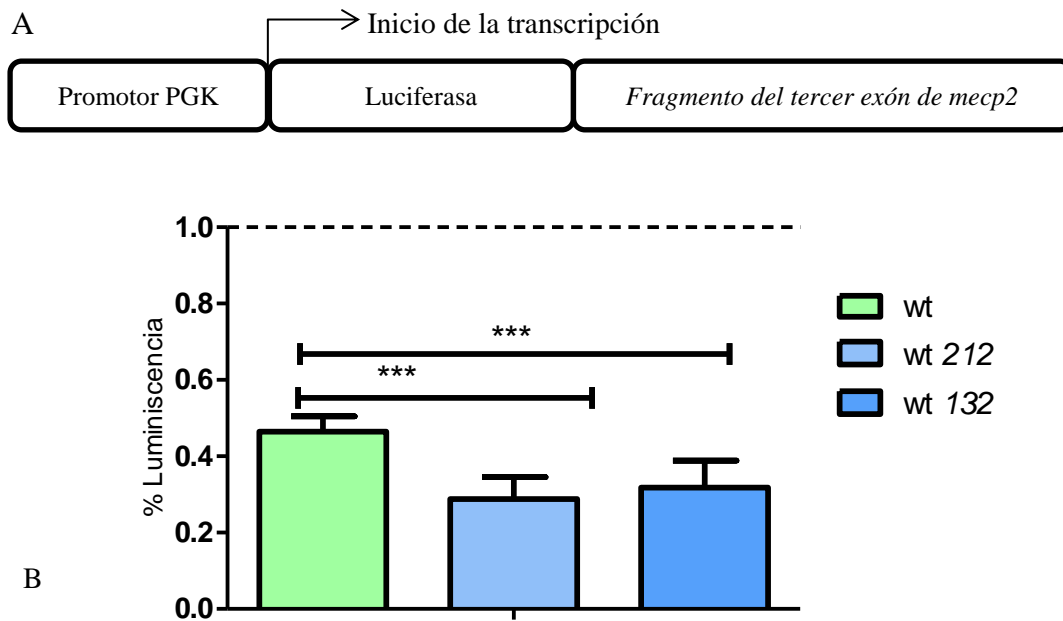 A
Inicio de la transcripción
Promotor PGK
Luciferasa
Fragmento del tercer exón de mecp2
1.0
0.8
0.6
0.4
0.2
0.0
% Luminiscencia
***
***
wt
wt 212
wt 132
B